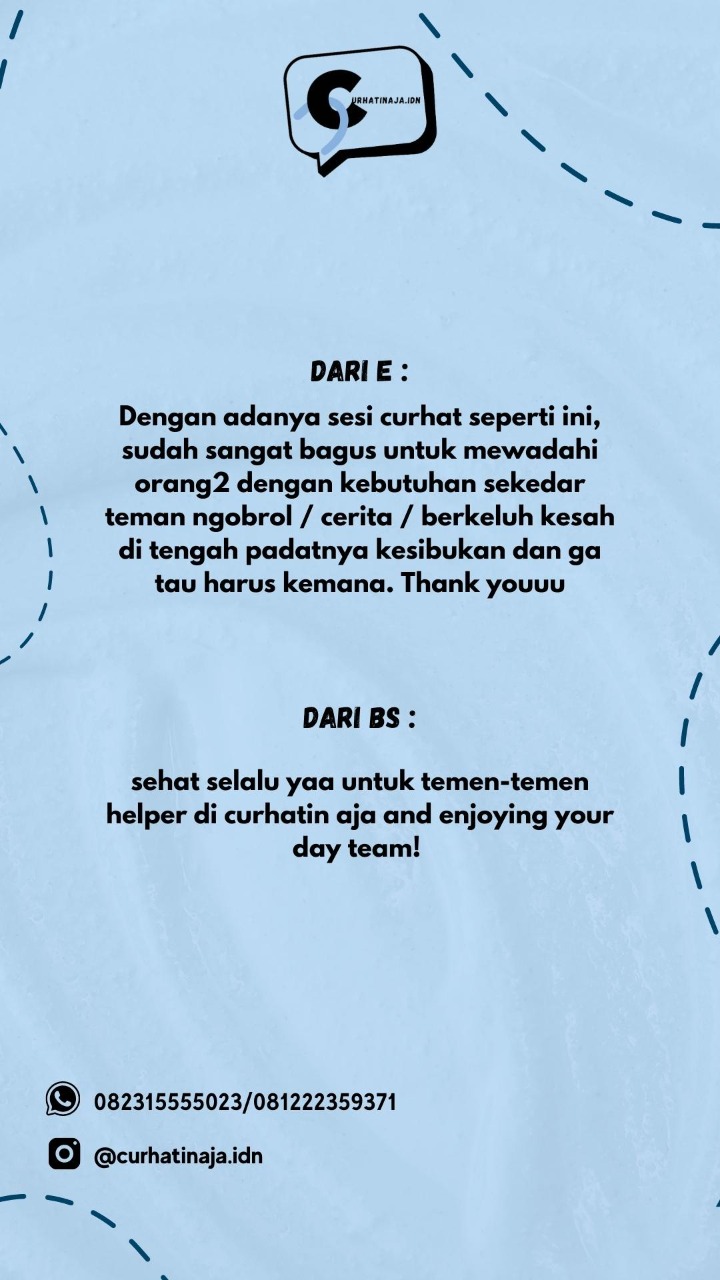 CURHATINAJA.IDN
DARI E :
Dengan adanya sesi curhat seperti ini,
sudah sangat bagus untuk mewadahi
orang2 dengan kebutuhan sekedar
teman ngobrol / cerita / berkeluh kesah
di tengah padatnya kesibukan dan ga
tau harus kemana. Thank youuu
DARI BS :
sehat selalu yaa untuk temen-temen
helper di curhatin aja and enjoying your
day team!
082315555023/081222359371
@curhatinaja.idn